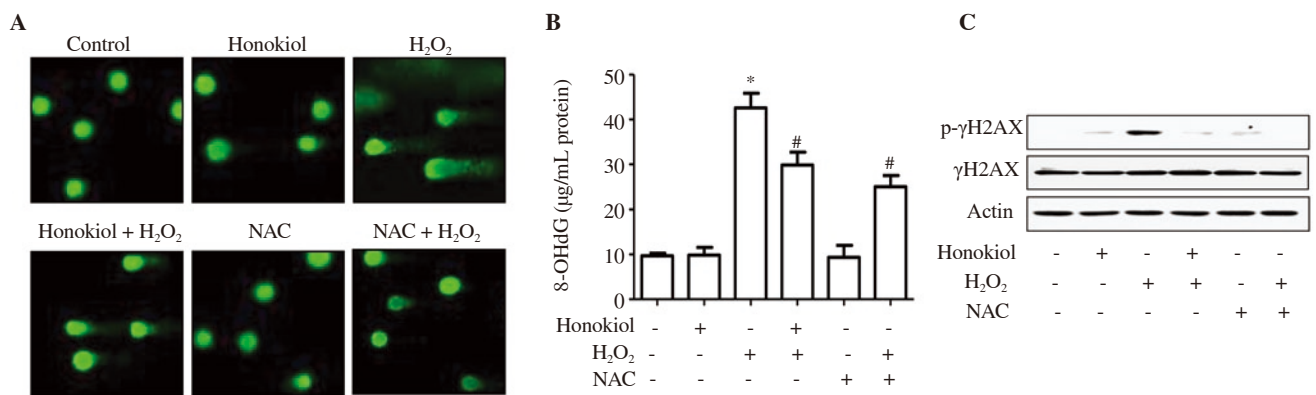 A
Control Honokiol H₂O₂
Honokiol + H₂O₂ NAC NAC + H₂O₂
B
8-OHdG (µg/mL protein)
50
40
30
20
10
0
*
#
#
Honokiol - + - + - -
H₂O₂ - - + + - +
NAC - - - - + +
C
p-γH2AX
γH2AX
Actin
Honokiol - + - + - -
H₂O₂ - - + + - +
NAC - - - - + +